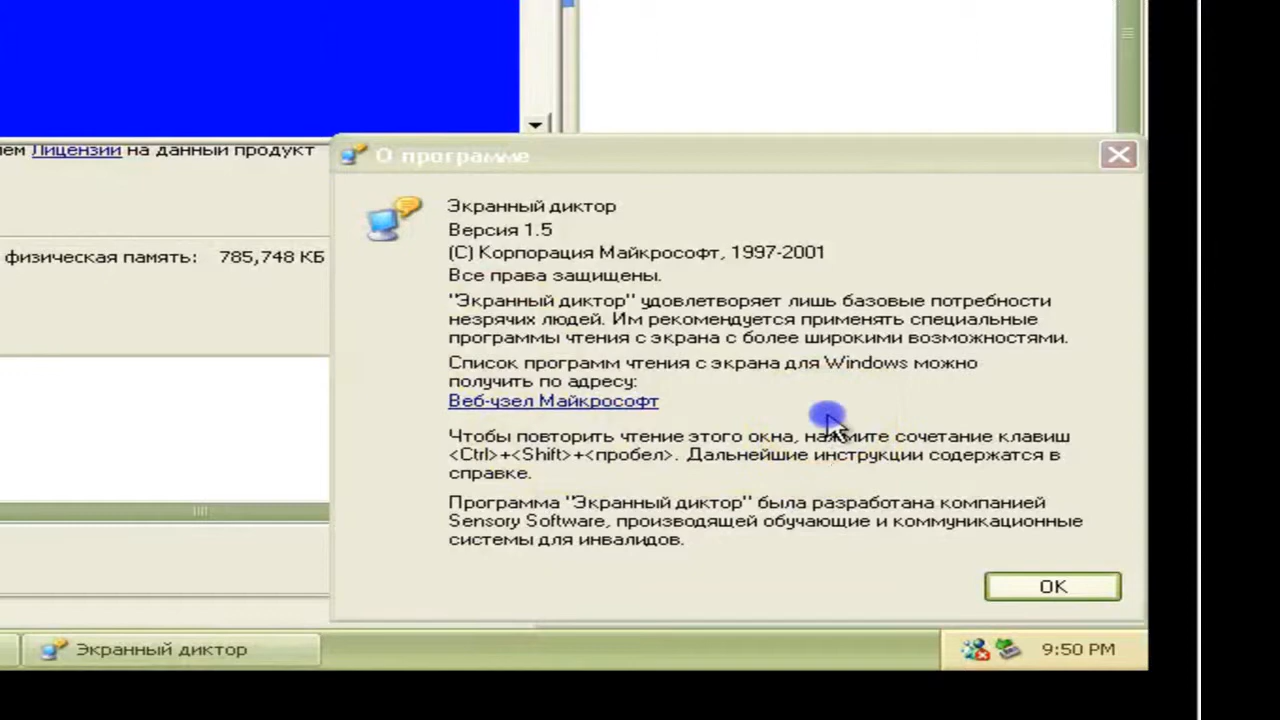 ем Лицензии на данный продукт
физическая память: 785,748 КБ
О программе
Экранный диктор
Версия 1.5
(C) Корпорация Майкрософт, 1997-2001
Все права защищены.
"Экранный диктор" удовлетворяет лишь базовые потребности
незрячих людей. Им рекомендуется применять специальные
программы чтения с экрана с более широкими возможностями.
Список программ чтения с экрана для Windows можно
получить по адресу:
Веб-узел Майкрософт
Чтобы повторить чтение этого окна, нажмите сочетание клавиш
<Ctrl>+<Shift>+<пробел>. Дальнейшие инструкции содержатся в
справке.
Программа "Экранный диктор" была разработана компанией
Sensory Software, производящей обучающие и коммуникационные
системы для инвалидов.
OK
Экранный диктор
9:50 PM